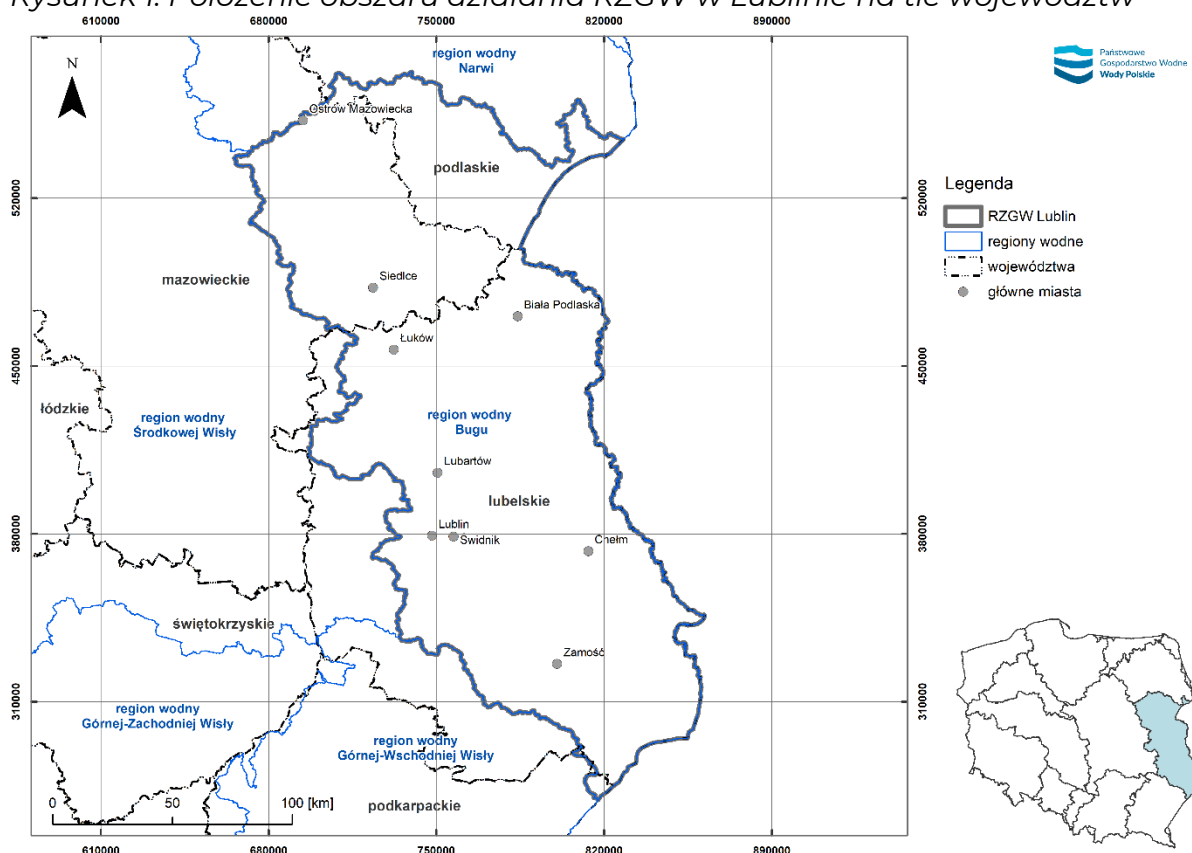 Rysunek 1. Położenie obszaru działania RZGW w Lublinie na tle województw
610000 680000 750000 820000 890000
region wodny
Narwi
N
Państwowe
Gospodarstwo Wodne
Wody Polskie
Ostrów Mazowiecka
podlaskie
Legenda
RZGW Lublin
regiony wodne
województwa
główne miasta
520000 520000
mazowieckie
Siedlce
Biała Podlaska
Łuków
450000 450000
łódzkie
region wodny
Środkowej Wisły
region wodny
Bugu
Lubartów
lubelskie
Lublin
Świdnik
Chełm
380000 380000
świętokrzyskie
Zamość
310000 310000
region wodny
Górnej-Zachodniej Wisły
region wodny
Górnej-Wschodniej Wisły
podkarpackie
0 50 100 [km]
610000 680000 750000 820000 890000